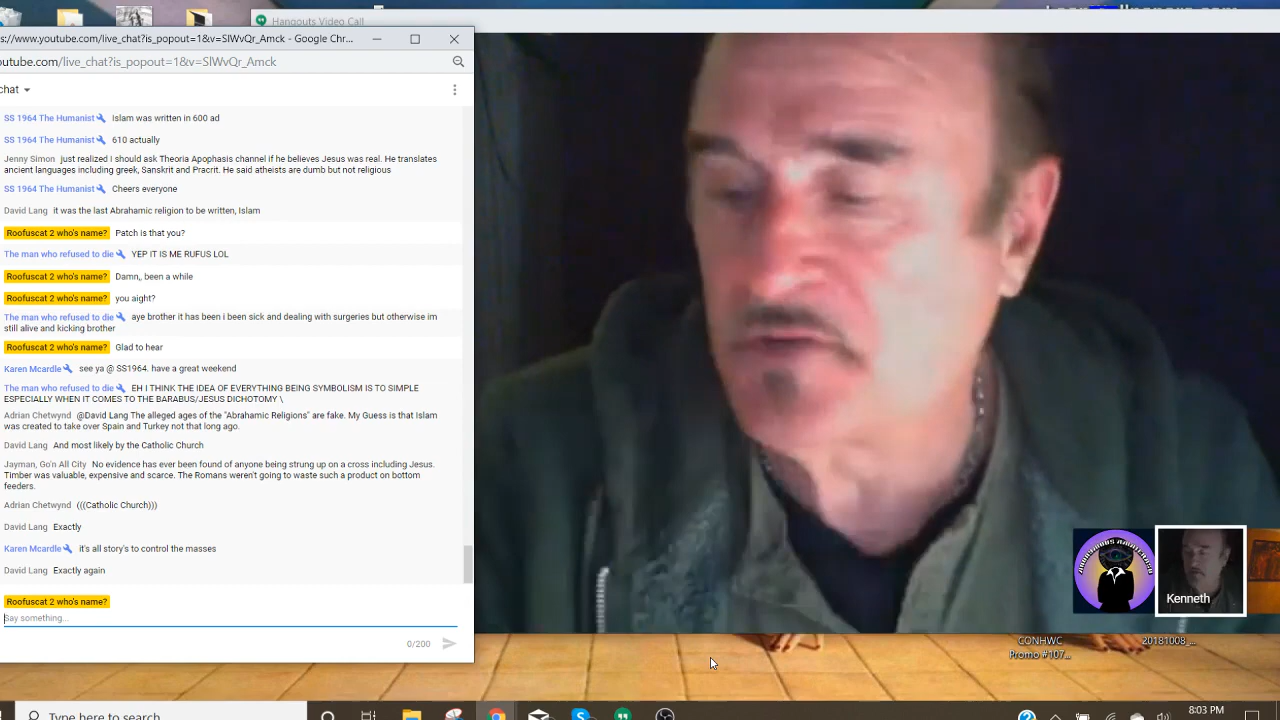 Hangouts Video Call
s://www.youtube.com/live_chat?is_popout=1&v=SlWvQr_Amck - Google Chr...
outube.com/live_chat?is_popout=1&v=SlWvQr_Amck
chat
SS 1964 The Humanist Islam was written in 600 ad
SS 1964 The Humanist 610 actually
Jenny Simon just realized I should ask Theoria Apophasis channel if he believes Jesus was real. He translates
ancient languages including greek, Sanskrit and Pracrit. He said atheists are dumb but not religious
SS 1964 The Humanist Cheers everyone
David Lang it was the last Abrahamic religion to be written, Islam
Roofuscat 2 who's name? Patch is that you?
The man who refused to die YEP IT IS ME RUFUS LOL
Roofuscat 2 who's name? Damn,, been a while
Roofuscat 2 who's name? you aight?
The man who refused to die aye brother it has been i been sick and dealing with surgeries but otherwise im
still alive and kicking brother
Roofuscat 2 who's name? Glad to hear
Karen Mcardle see ya @ SS1964. have a great weekend
The man who refused to die EH I THINK THE IDEA OF EVERYTHING BEING SYMBOLISM IS TO SIMPLE
ESPECIALLY WHEN IT COMES TO THE BARABUS/JESUS DICHOTOMY \
Adrian Chetwynd @David Lang The alleged ages of the "Abrahamic Religions" are fake. My Guess is that Islam
was created to take over Spain and Turkey not that long ago.
David Lang And most likely by the Catholic Church
Jayman, Go'n All City No evidence has ever been found of anyone being strung up on a cross including Jesus.
Timber was valuable, expensive and scarce. The Romans weren't going to waste such a product on bottom
feeders.
Adrian Chetwynd (((Catholic Church)))
David Lang Exactly
Karen Mcardle it's all story's to control the masses
David Lang Exactly again
Roofuscat 2 who's name?
Say something...
0/200
Kenneth
CONHWC
Promo #107...
20181008_...
Type here to search
8:03 PM